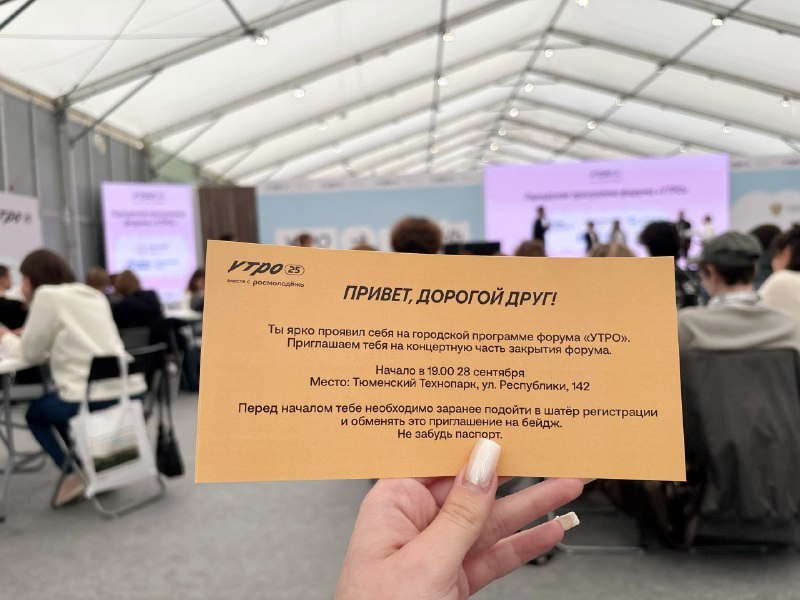 УТРО 25
вместе с росмолодёжь
ПРИВЕТ, ДОРОГОЙ ДРУГ!
Ты ярко проявил себя на городской программе форума «УТРО».
Приглашаем тебя на концертную часть закрытия форума.
Начало в 19.00 28 сентября
Место: Тюменский Технопарк, ул. Республики, 142
Перед началом тебе необходимо заранее подойти в шатёр регистрации
и обменять это приглашение на бейдж.
Не забудь паспорт.